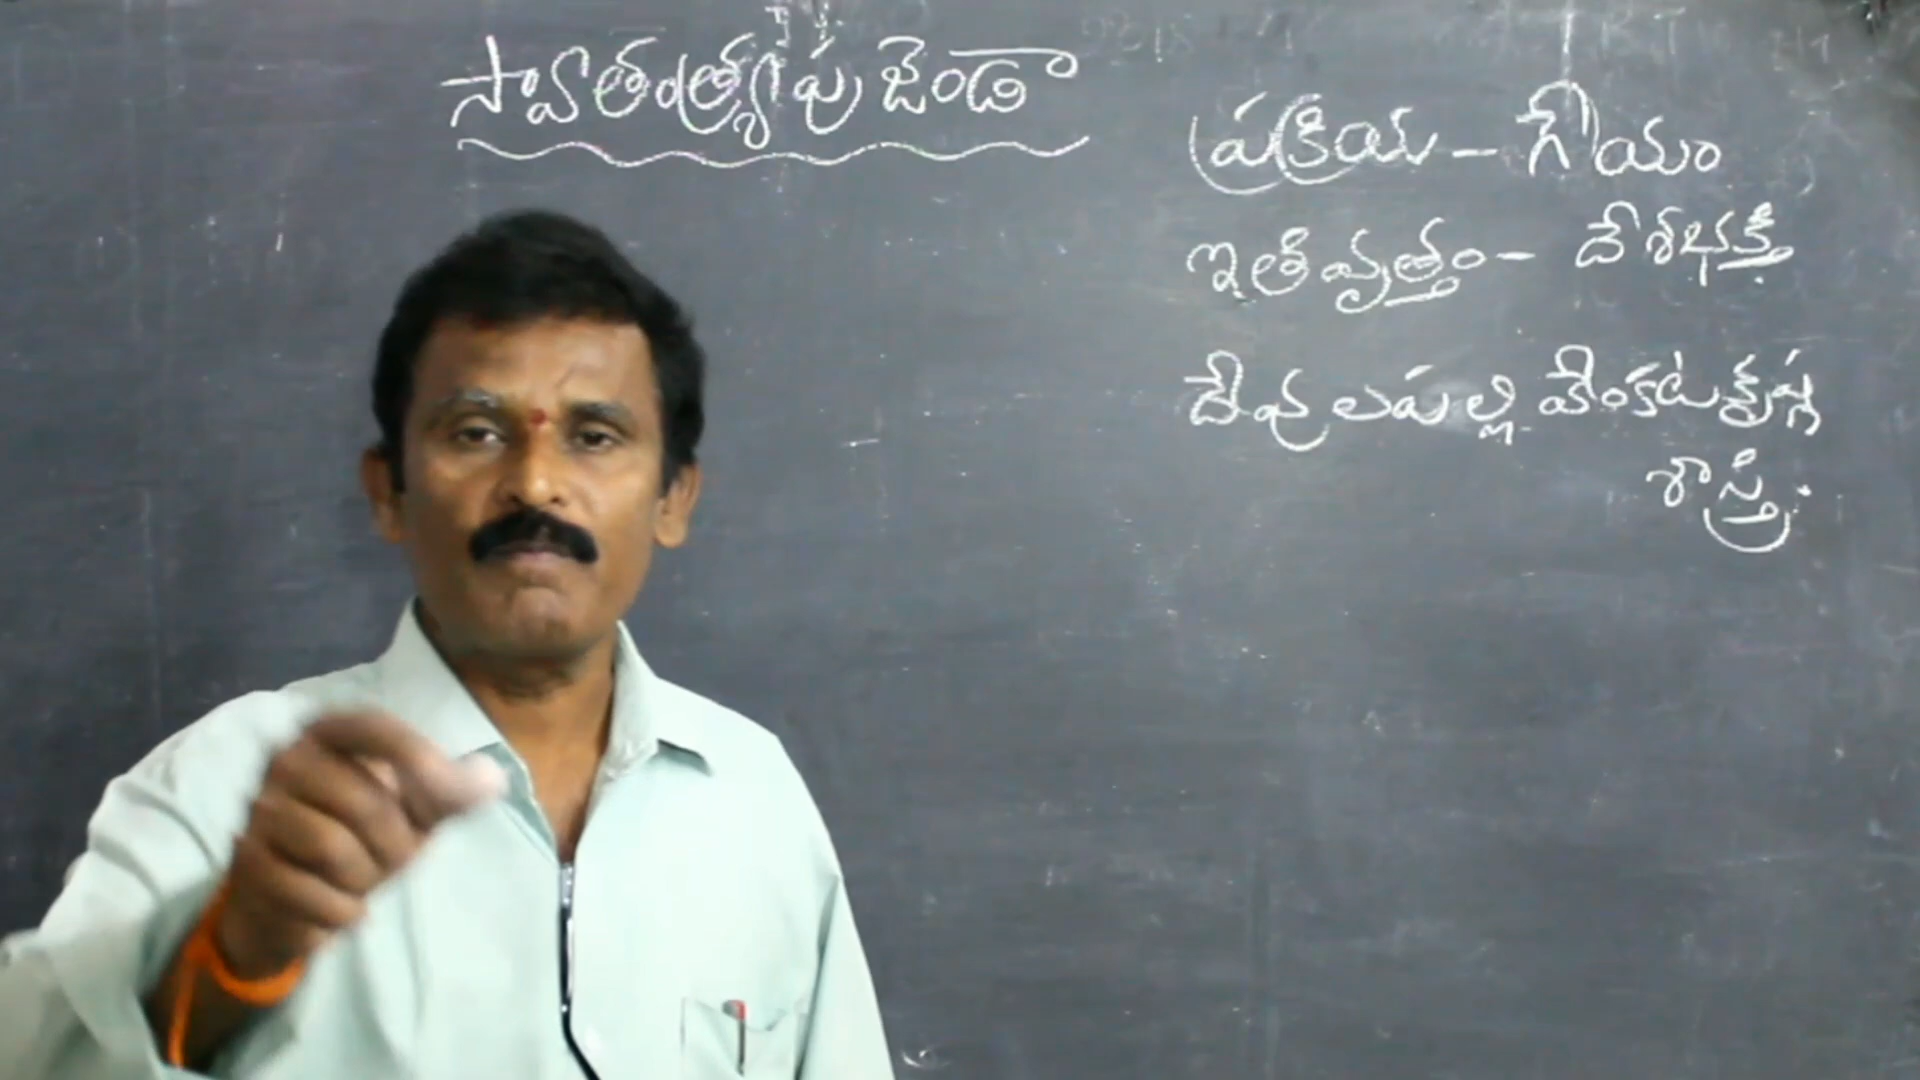 స్వాతంత్ర్యపు జెండా
ప్రక్రియ - గేయం
ఇతివృత్తం - దేశభక్తి
దేవులపల్లి వేంకటకృష్ణ
శాస్త్రి.